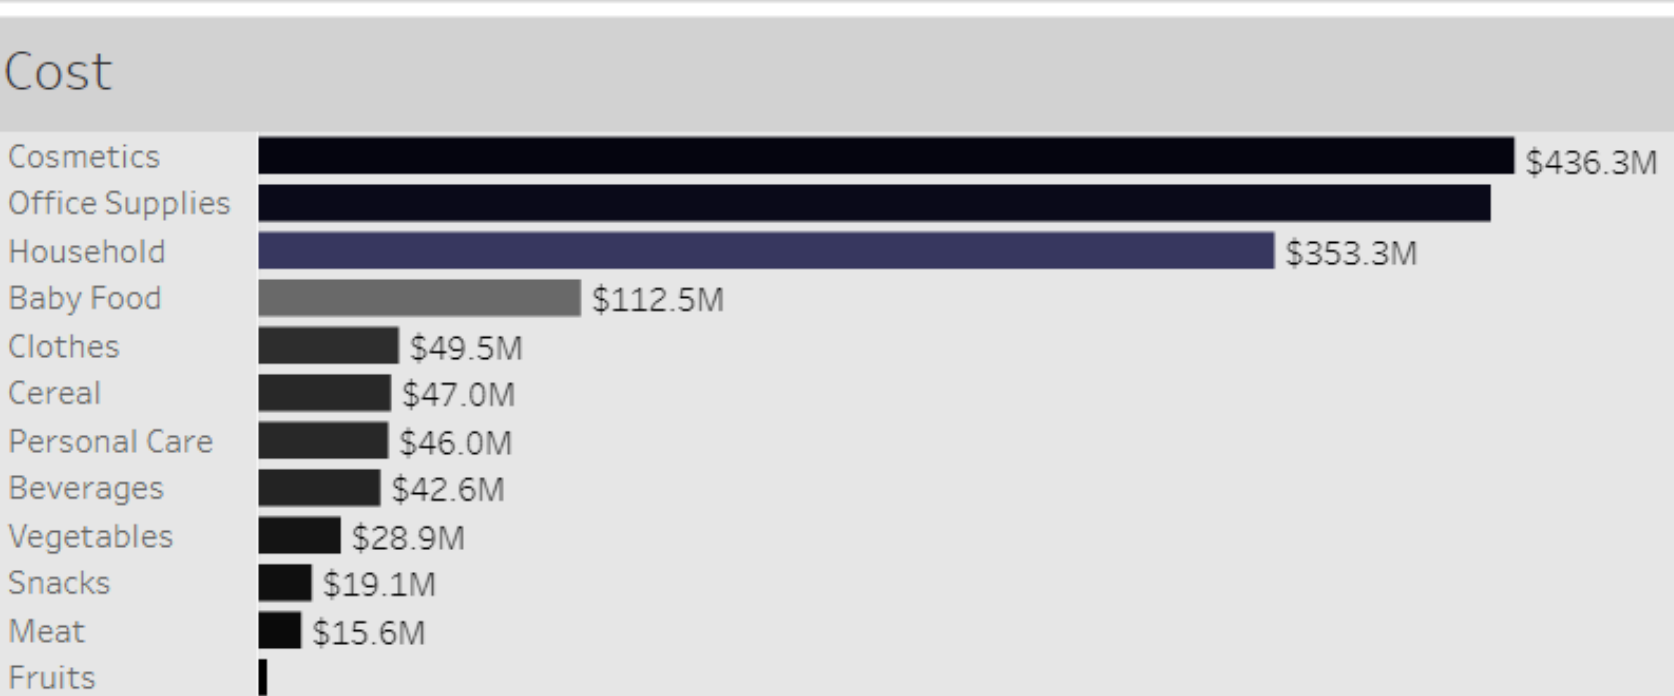 Cost
Cosmetics $436.3M
Office Supplies
Household $353.3M
Baby Food $112.5M
Clothes $49.5M
Cereal $47.0M
Personal Care $46.0M
Beverages $42.6M
Vegetables $28.9M
Snacks $19.1M
Meat $15.6M
Fruits